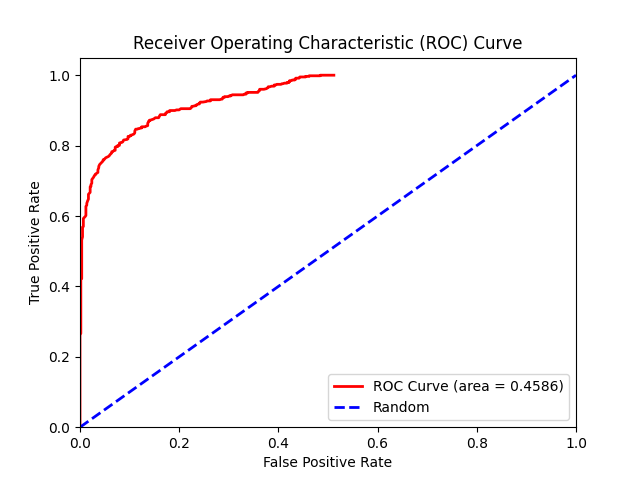 Receiver Operating Characteristic (ROC) Curve
1.0
0.8
0.6
0.4
0.2
0.0
True Positive Rate
ROC Curve (area = 0.4586)
Random
0.0 0.2 0.4 0.6 0.8 1.0
False Positive Rate